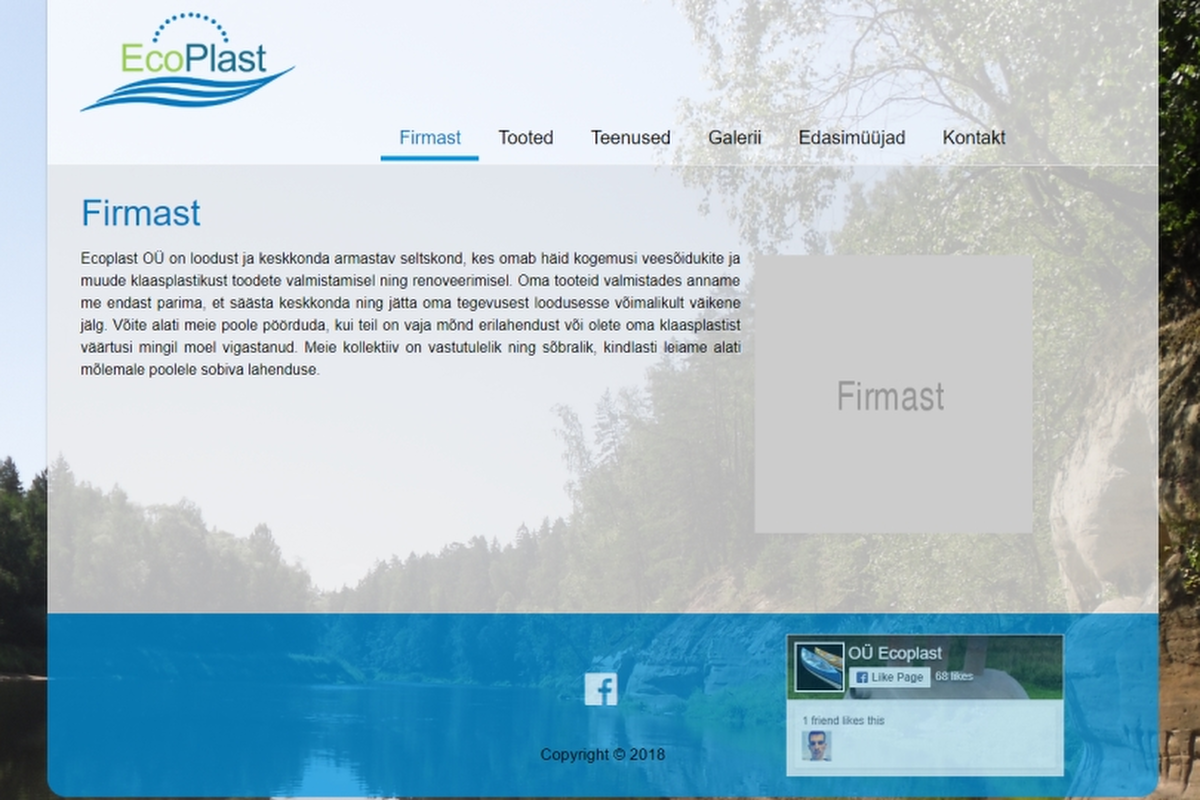 EcoPlast
Firmast Tooted Teenused Galerii Edasimüüjad Kontakt
Firmast
Ecoplast OÜ on loodust ja keskkonda armastav seltskond, kes omab häid kogemusi veesõidukite ja
muude klaasplastikust toodete valmistamisel ning renoveerimisel. Oma tooteid valmistades anname
me endast parima, et säästa keskkonda ning jätta oma tegevusest loodusesse võimalikult väikene
jälg. Võite alati meie poole pöörduda, kui teil on vaja mõnd erilahendust või olete oma klaasplastist
väärtusi mingil moel vigastanud. Meie kollektiiv on vastutulelik ning sõbralik, kindlasti leiame alati
mõlemale poolele sobiva lahenduse.
Firmast
OÜ Ecoplast
Like Page 68 likes
1 friend likes this
Copyright © 2018